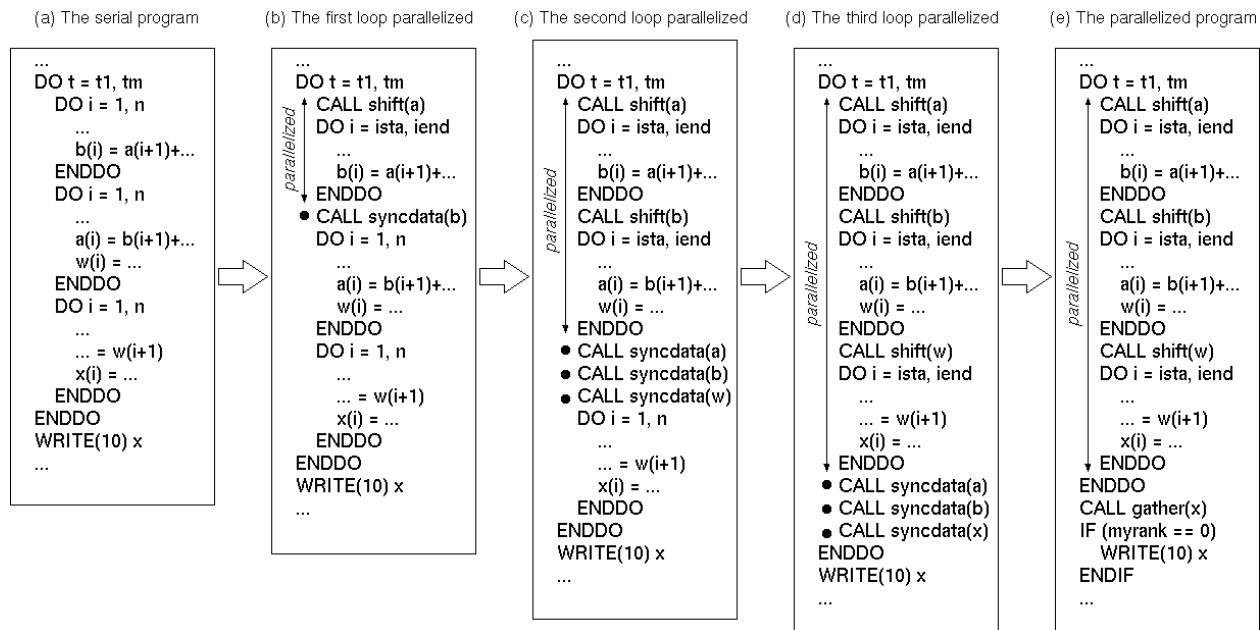 (a) The serial program
...
DO t = t1, tm
DO i = 1, n
...
b(i) = a(i+1)+...
ENDDO
DO i = 1, n
...
a(i) = b(i+1)+...
w(i) = ...
ENDDO
DO i = 1, n
...
... = w(i+1)
x(i) = ...
ENDDO
ENDDO
WRITE(10) x
...
(b) The first loop parallelized
...
DO t = t1, tm
CALL shift(a)
DO i = ista, iend
...
b(i) = a(i+1)+...
ENDDO
parallelized
• CALL syncdata(b)
DO i = 1, n
...
a(i) = b(i+1)+...
w(i) = ...
ENDDO
DO i = 1, n
...
... = w(i+1)
x(i) = ...
ENDDO
ENDDO
WRITE(10) x
...
(c) The second loop parallelized
...
DO t = t1, tm
CALL shift(a)
DO i = ista, iend
...
b(i) = a(i+1)+...
ENDDO
CALL shift(b)
DO i = ista, iend
...
a(i) = b(i+1)+...
w(i) = ...
ENDDO
parallelized
• CALL syncdata(a)
• CALL syncdata(b)
• CALL syncdata(w)
DO i = 1, n
...
... = w(i+1)
x(i) = ...
ENDDO
ENDDO
WRITE(10) x
...
(d) The third loop parallelized
...
DO t = t1, tm
CALL shift(a)
DO i = ista, iend
...
b(i) = a(i+1)+...
ENDDO
CALL shift(b)
DO i = ista, iend
...
a(i) = b(i+1)+...
w(i) = ...
ENDDO
CALL shift(w)
DO i = ista, iend
...
... = w(i+1)
x(i) = ...
ENDDO
parallelized
• CALL syncdata(a)
• CALL syncdata(b)
• CALL syncdata(x)
ENDDO
WRITE(10) x
...
(e) The parallelized program
...
DO t = t1, tm
CALL shift(a)
DO i = ista, iend
...
b(i) = a(i+1)+...
ENDDO
CALL shift(b)
DO i = ista, iend
...
a(i) = b(i+1)+...
w(i) = ...
ENDDO
CALL shift(w)
DO i = ista, iend
...
... = w(i+1)
x(i) = ...
ENDDO
parallelized
ENDDO
CALL gather(x)
IF (myrank == 0)
WRITE(10) x
ENDIF
...